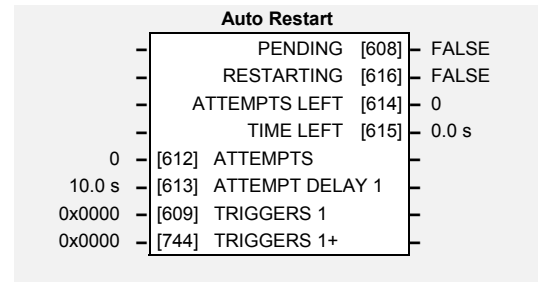 Auto Restart
PENDING [608] FALSE
RESTARTING [616] FALSE
ATTEMPTS LEFT [614] 0
TIME LEFT [615] 0.0 s
0 [612] ATTEMPTS
10.0 s [613] ATTEMPT DELAY 1
0x0000 [609] TRIGGERS 1
0x0000 [744] TRIGGERS 1+